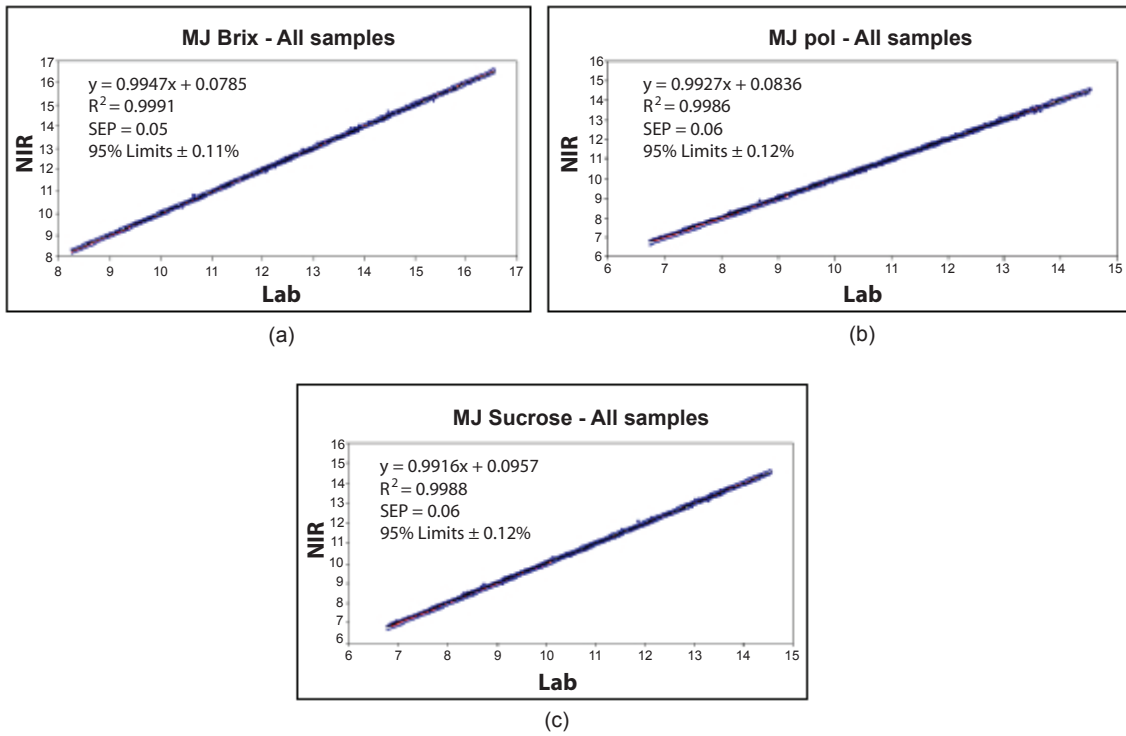 MJ Brix - All samples
17
16
15
14
13
12
11
10
9
8
NIR
y = 0.9947x + 0.0785
R² = 0.9991
SEP = 0.05
95% Limits ± 0.11%
8 9 10 11 12 13 14 15 16 17
Lab
(a)
MJ pol - All samples
16
15
14
13
12
11
10
9
8
7
6
NIR
y = 0.9927x + 0.0836
R² = 0.9986
SEP = 0.06
95% Limits ± 0.12%
6 7 8 9 10 11 12 13 14 15
Lab
(b)
MJ Sucrose - All samples
16
15
14
13
12
11
10
9
8
7
6
NIR
y = 0.9916x + 0.0957
R² = 0.9988
SEP = 0.06
95% Limits ± 0.12%
6 7 8 9 10 11 12 13 14 15
Lab
(c)